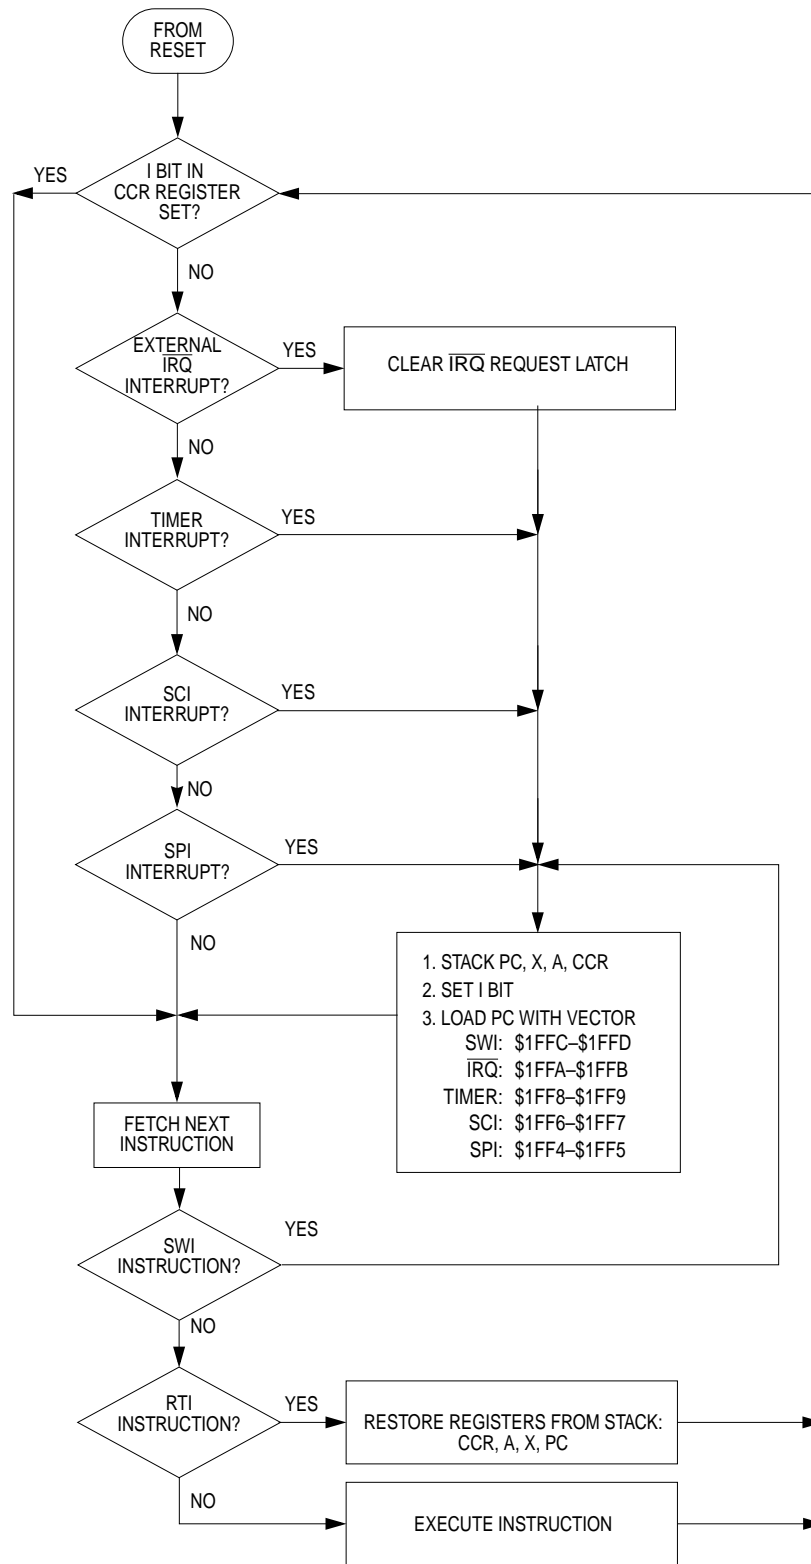 FROM
RESET
YES
I BIT IN
CCR REGISTER
SET?
NO
EXTERNAL
I̅R̅Q̅
INTERRUPT?
YES
CLEAR I̅R̅Q̅ REQUEST LATCH
NO
TIMER
INTERRUPT?
YES
NO
SCI
INTERRUPT?
YES
NO
SPI
INTERRUPT?
YES
NO
1. STACK PC, X, A, CCR
2. SET I BIT
3. LOAD PC WITH VECTOR
SWI: $1FFC–$1FFD
I̅R̅Q̅: $1FFA–$1FFB
TIMER: $1FF8–$1FF9
SCI: $1FF6–$1FF7
SPI: $1FF4–$1FF5
FETCH NEXT
INSTRUCTION
SWI
INSTRUCTION?
YES
NO
RTI
INSTRUCTION?
YES
RESTORE REGISTERS FROM STACK:
CCR, A, X, PC
NO
EXECUTE INSTRUCTION